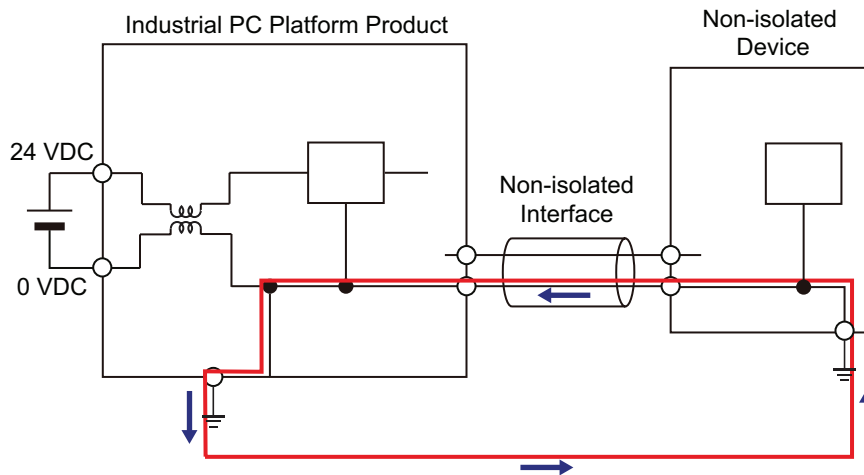 Industrial PC Platform Product
Non-isolated
Device
24 VDC
Non-isolated
Interface
0 VDC